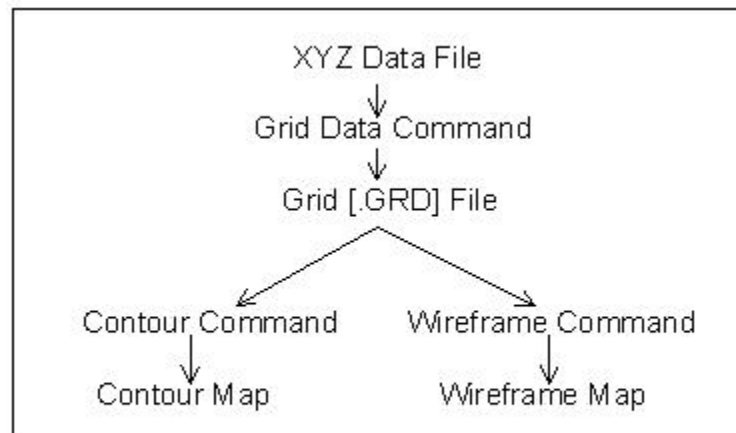 XYZ Data File
Grid Data Command
Grid [.GRD] File
Contour Command
Wireframe Command
Contour Map
Wireframe Map